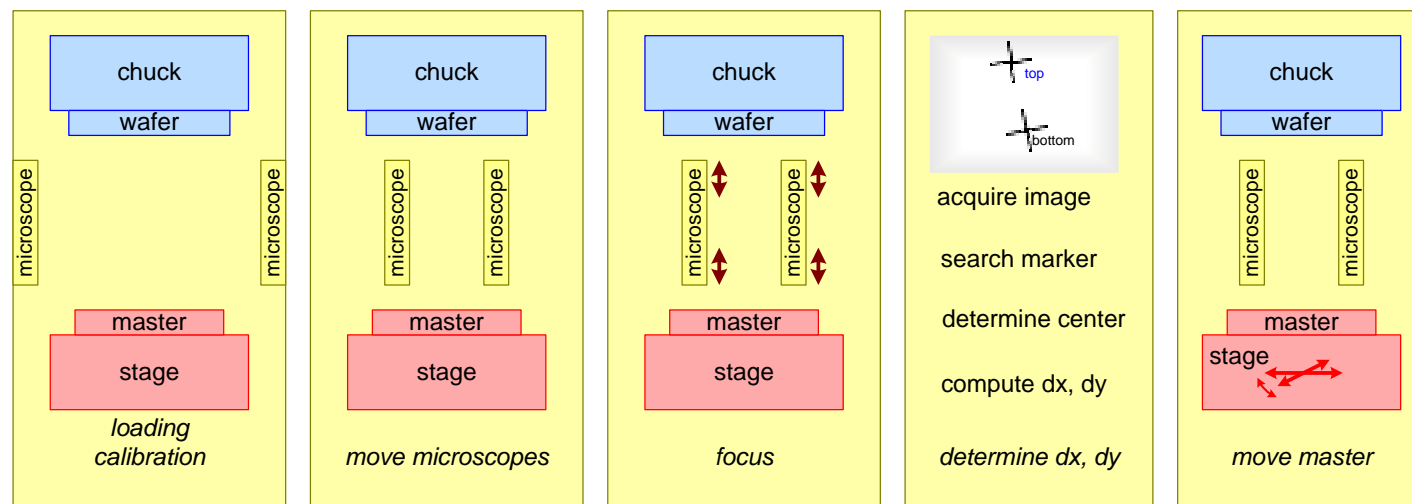 chuck
wafer
microscope
microscope
master
stage
loading
calibration
chuck
wafer
microscope
microscope
master
stage
move microscopes
chuck
wafer
microscope
microscope
master
stage
focus
top
bottom
acquire image
search marker
determine center
compute dx, dy
determine dx, dy
chuck
wafer
microscope
microscope
master
stage
move master